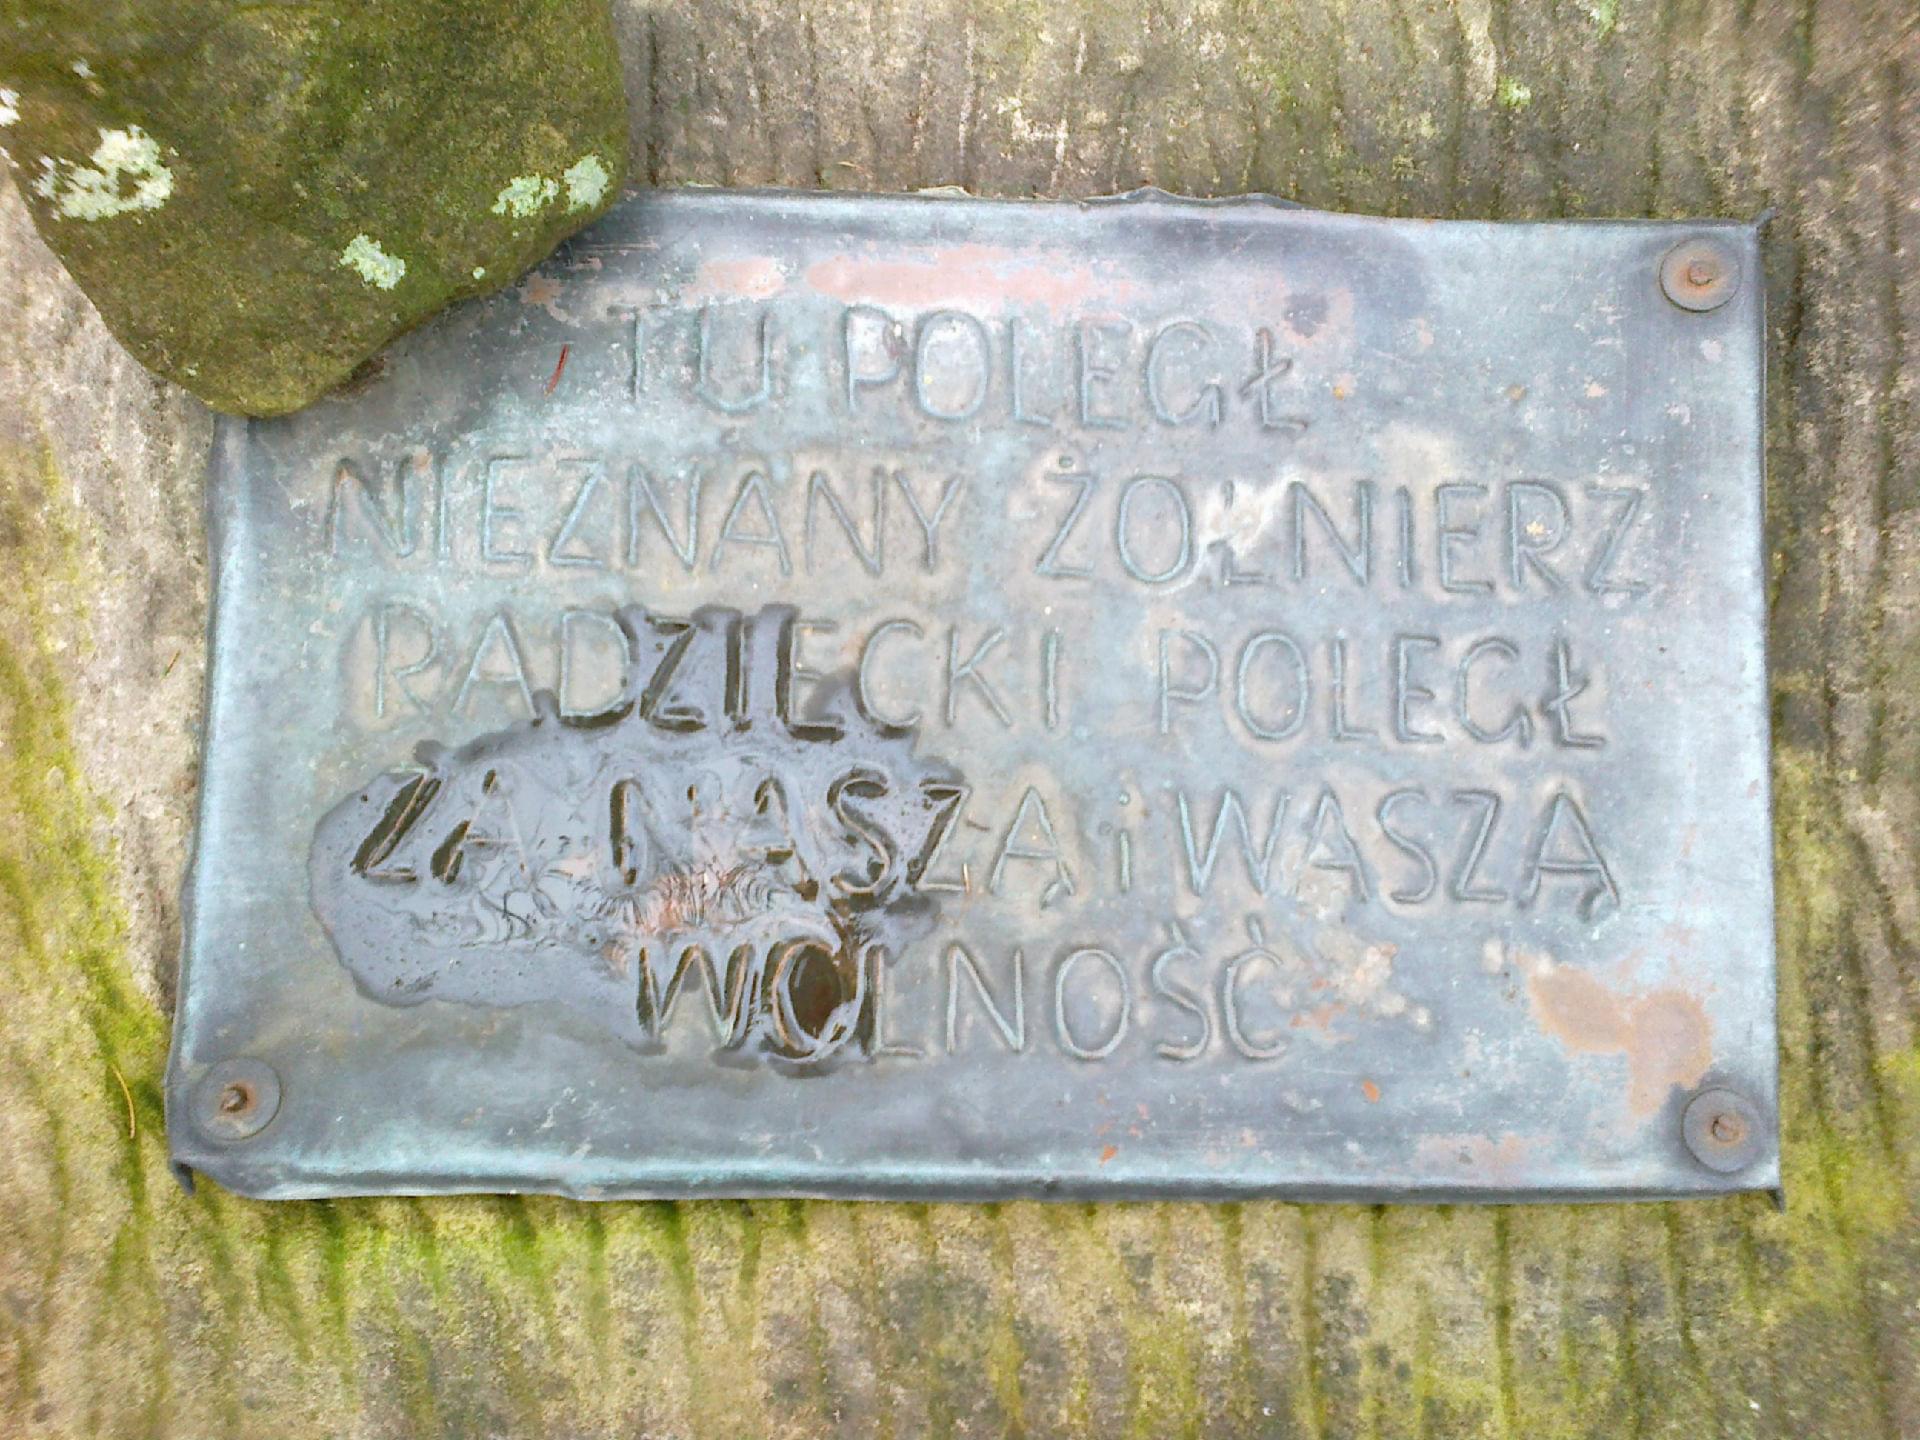 TU POLEGŁ
NIEZNANY ŻOŁNIERZ
RADZIECKI POLEGŁ
ZA NASZĄ i WASZĄ
WOLNOŚĆ